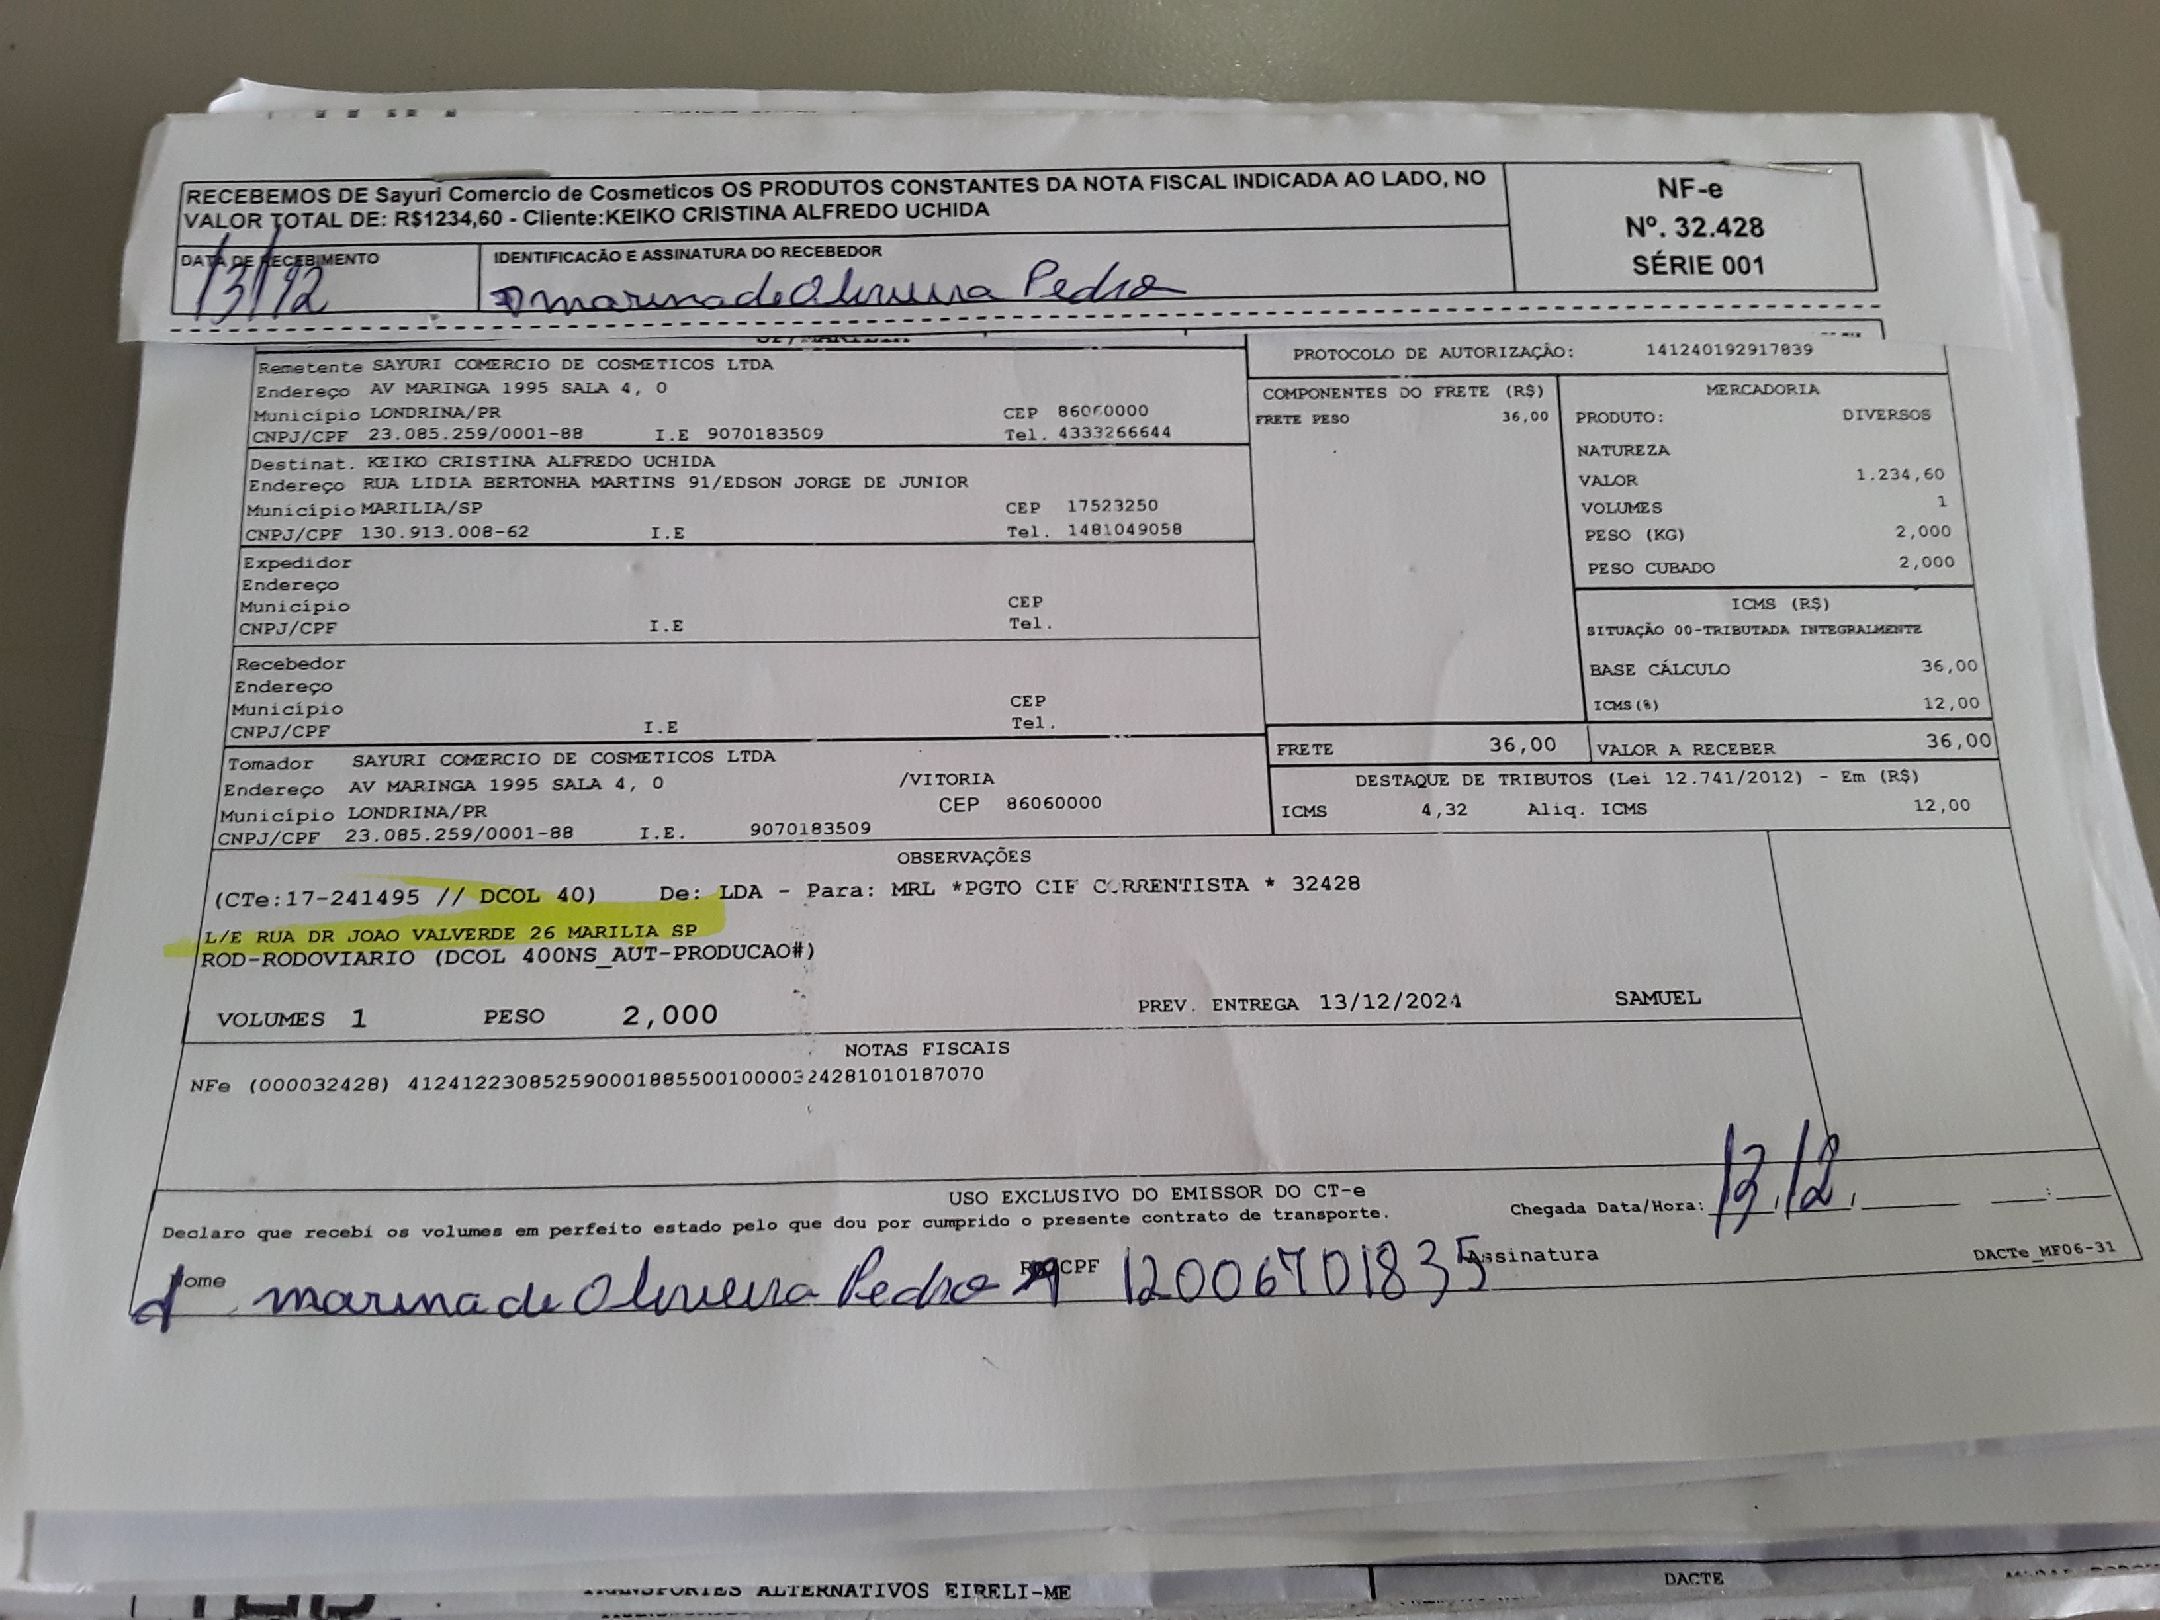 RECEBEMOS DE Sayuri Comercio de Cosmeticos OS PRODUTOS CONSTANTES DA NOTA FISCAL INDICADA AO LADO, NO
VALOR TOTAL DE: R$1234,60 - Cliente:KEIKO CRISTINA ALFREDO UCHIDA
NF-e
Nº. 32.428
SÉRIE 001
DATA DE RECEBIMENTO
13/12
IDENTIFICACÃO E ASSINATURA DO RECEBEDOR
marina de Oliveira Pedro
Remetente SAYURI COMERCIO DE COSMETICOS LTDA
Endereço AV MARINGA 1995 SALA 4, 0
Município LONDRINA/PR CEP 86060000
CNPJ/CPF 23.085.259/0001-88 I.E 9070183509 Tel. 4333266644
Destinat. KEIKO CRISTINA ALFREDO UCHIDA
Endereço RUA LIDIA BERTONHA MARTINS 91/EDSON JORGE DE JUNIOR
Município MARILIA/SP CEP 17523250
CNPJ/CPF 130.913.008-62 I.E Tel. 1481049058
Expedidor
Endereço
Município CEP
CNPJ/CPF I.E Tel.
Recebedor
Endereço
Município CEP
CNPJ/CPF I.E Tel.
Tomador SAYURI COMERCIO DE COSMETICOS LTDA
Endereço AV MARINGA 1995 SALA 4, 0 /VITORIA
Município LONDRINA/PR CEP 86060000
CNPJ/CPF 23.085.259/0001-88 I.E. 9070183509
PROTOCOLO DE AUTORIZAÇÃO: 141240192917839
COMPONENTES DO FRETE (R$)
FRETE PESO 36,00
MERCADORIA
PRODUTO: DIVERSOS
NATUREZA
VALOR 1.234,60
VOLUMES 1
PESO (KG) 2,000
PESO CUBADO 2,000
ICMS (R$)
SITUAÇÃO 00-TRIBUTADA INTEGRALMENTE
BASE CÁLCULO 36,00
ICMS(%) 12,00
FRETE 36,00 VALOR A RECEBER 36,00
DESTAQUE DE TRIBUTOS (Lei 12.741/2012) - Em (R$)
ICMS 4,32 Aliq. ICMS 12,00
OBSERVAÇÕES
(CTe:17-241495 // DCOL 40) De: LDA - Para: MRL *PGTO CIF CORRENTISTA * 32428
L/E RUA DR JOAO VALVERDE 26 MARILIA SP
ROD-RODOVIARIO (DCOL 400NS_AUT-PRODUCAO#)
VOLUMES 1 PESO 2,000 PREV. ENTREGA 13/12/2024 SAMUEL
NOTAS FISCAIS
NFe (000032428) 41241223085259000188550010000324281010187070
USO EXCLUSIVO DO EMISSOR DO CT-e
Declaro que recebi os volumes em perfeito estado pelo que dou por cumprido o presente contrato de transporte.
Chegada Data/Hora: 13/12
Nome marina de Oliveira Pedro CPF 12006701835 Assinatura
DACTe_MF06-31
TRANSPORTES ALTERNATIVOS EIRELI-ME
DACTE